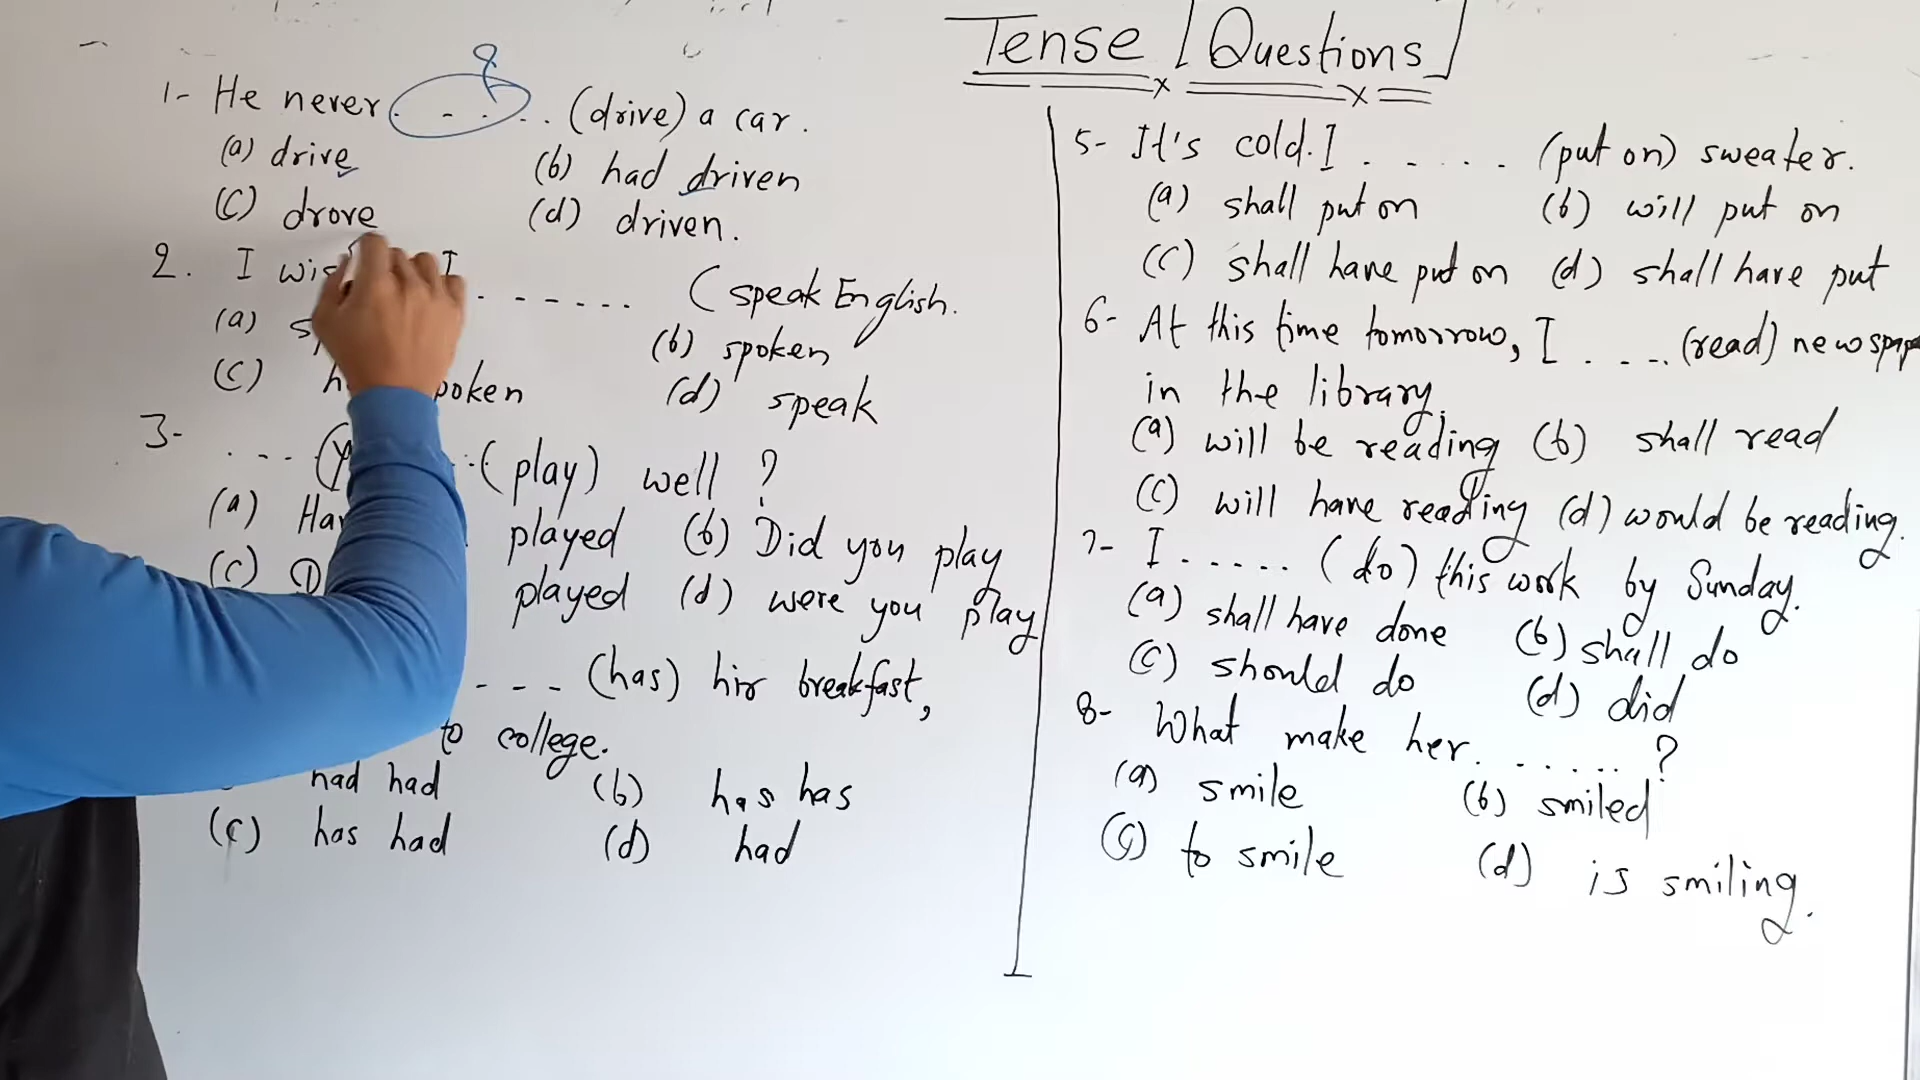 Tense [Questions]
1- He never ..... (drive) a car.
(a) drive (b) had driven
(c) drove (d) driven.
2. I I ...... (speak English.
(a) (b) spoken
(c) (d) speak
3- .... (play) well ?
(a) played (b) Did you play
(c) played (d) were you play
--- (has) his breakfast,
to college.
had had (b) has has
(c) has had (d) had
5- It's cold. I ..... (put on) sweater.
(a) shall put on (b) will put on
(c) shall have put on (d) shall have put
6- At this time tomorrow, I .... (read)
in the library.
(a) will be reading (b) shall read
(c) will have reading (d) would be reading.
7- I ..... (do) this work by Sunday.
(a) shall have done (b) shall do
(c) should do (d) did
8- What make her ...... ?
(a) smile (b) smiled
(c) to smile (d) is smiling.